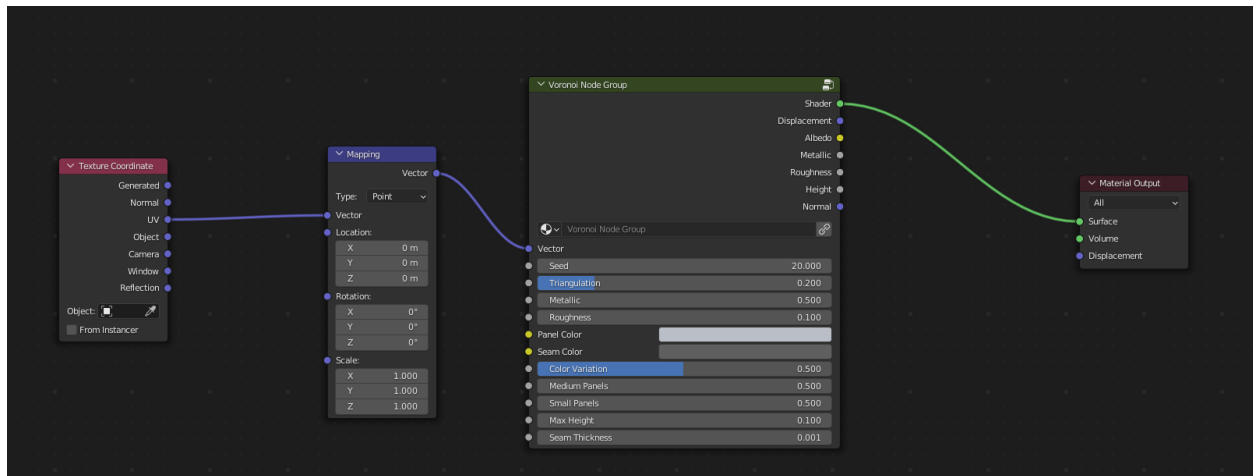 Texture Coordinate
Generated
Normal
UV
Object
Camera
Window
Reflection
Object:
From Instancer
Mapping
Vector
Type: Point
Vector
Location:
X 0 m
Y 0 m
Z 0 m
Rotation:
X 0°
Y 0°
Z 0°
Scale:
X 1.000
Y 1.000
Z 1.000
Voronoi Node Group
Shader
Displacement
Albedo
Metallic
Roughness
Height
Normal
Voronoi Node Group
Vector
Seed 20.000
Triangulation 0.200
Metallic 0.500
Roughness 0.100
Panel Color
Seam Color
Color Variation 0.500
Medium Panels 0.500
Small Panels 0.500
Max Height 0.100
Seam Thickness 0.001
Material Output
All
Surface
Volume
Displacement